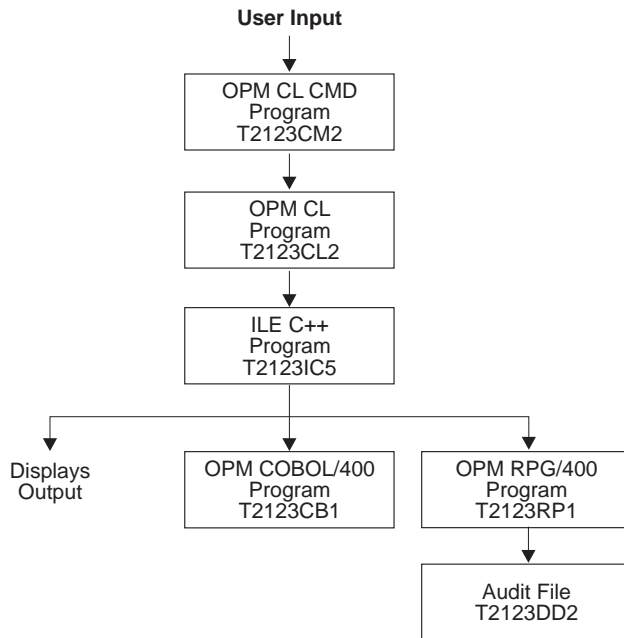 User Input
OPM CL CMD
Program
T2123CM2
OPM CL
Program
T2123CL2
ILE C++
Program
T2123IC5
Displays
Output
OPM COBOL/400
Program
T2123CB1
OPM RPG/400
Program
T2123RP1
Audit File
T2123DD2